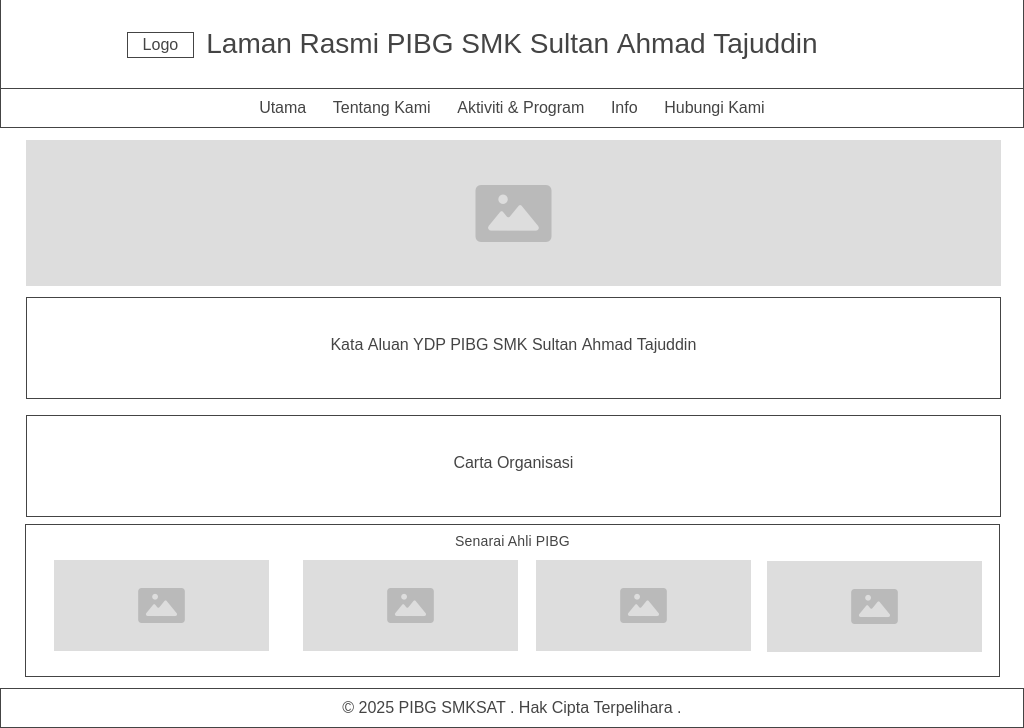 Logo
Laman Rasmi PIBG SMK Sultan Ahmad Tajuddin
Utama Tentang Kami Aktiviti & Program Info Hubungi Kami
Kata Aluan YDP PIBG SMK Sultan Ahmad Tajuddin
Carta Organisasi
Senarai Ahli PIBG
© 2025 PIBG SMKSAT . Hak Cipta Terpelihara .